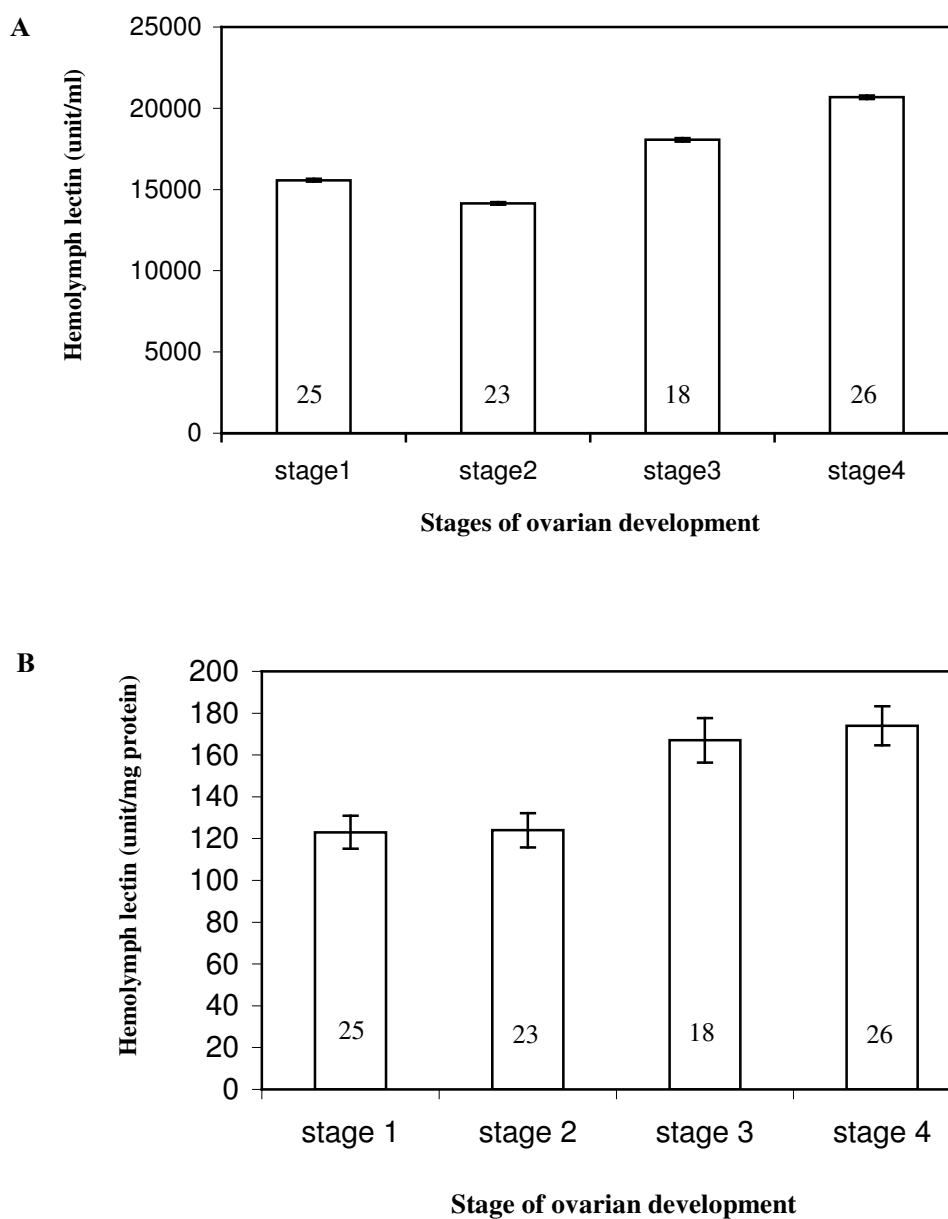 A
Hemolymph lectin (unit/ml)
25000
20000
15000
10000
5000
0
25
23
18
26
stage1
stage2
stage3
stage4
Stages of ovarian development
B
Hemolymph lectin (unit/mg protein)
200
180
160
140
120
100
80
60
40
20
0
25
23
18
26
stage 1
stage 2
stage 3
stage 4
Stage of ovarian development